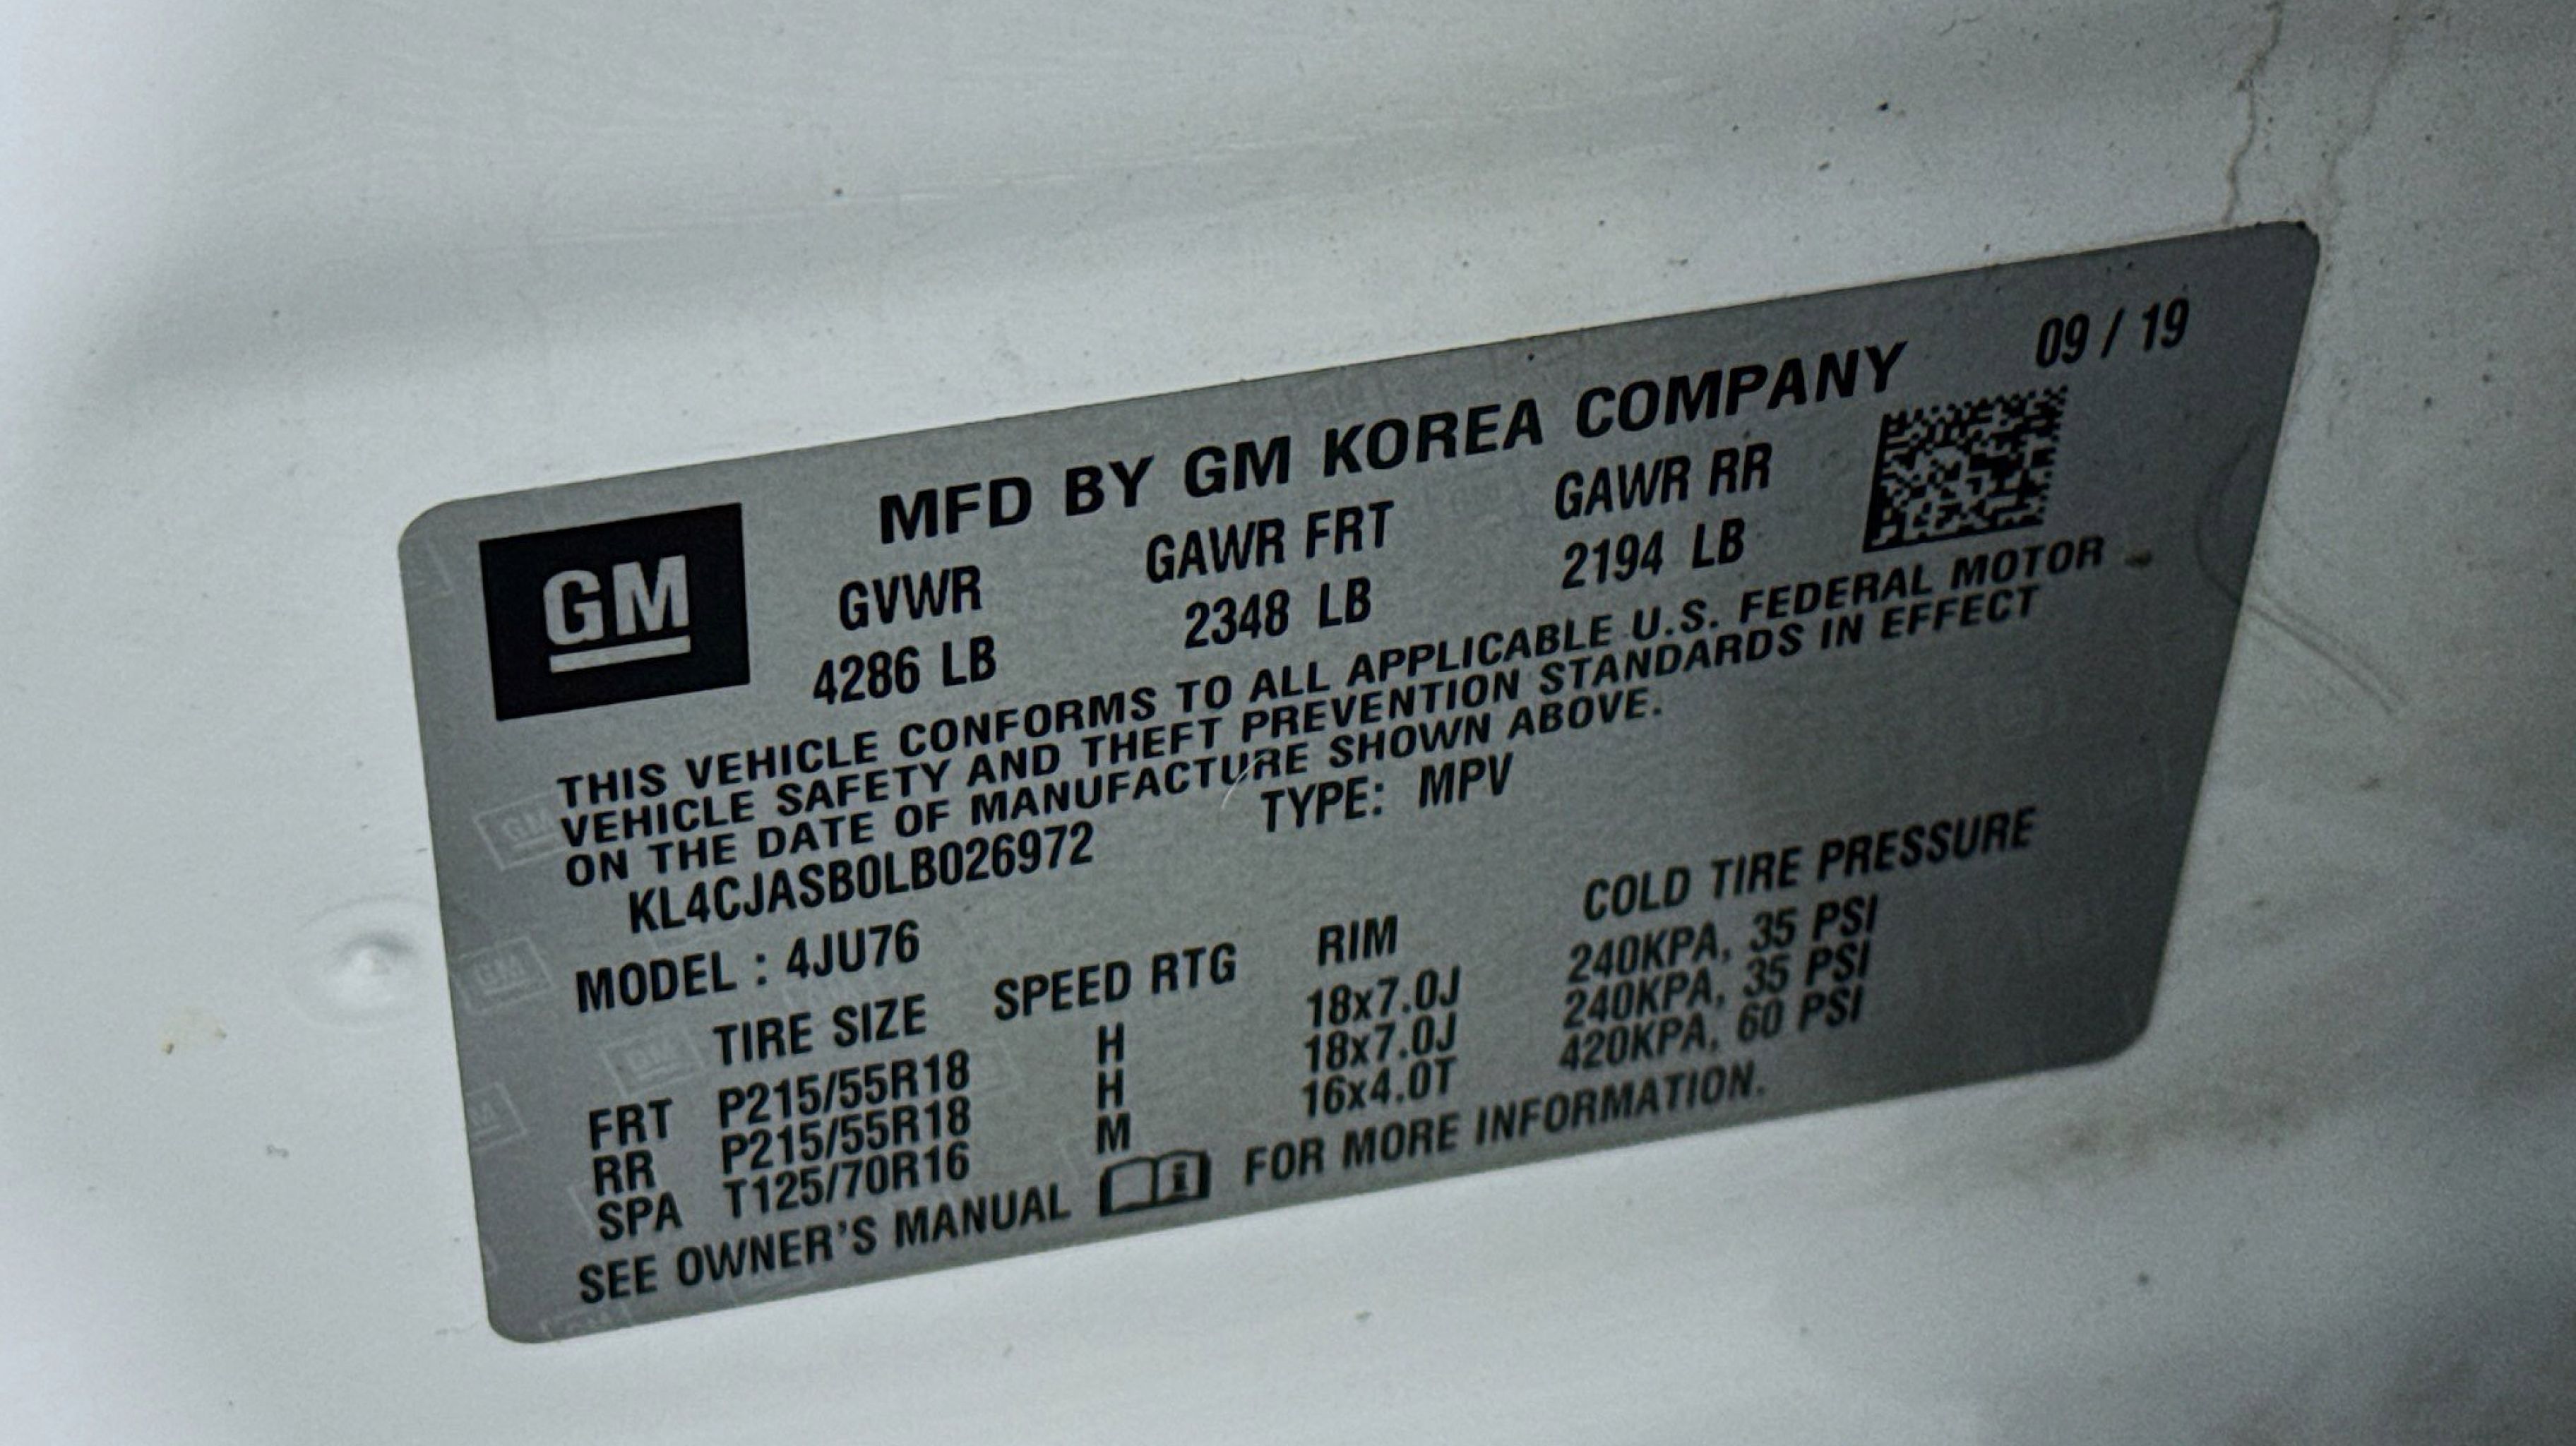 09 / 19
MFD BY GM KOREA COMPANY
GM
GVWR GAWR FRT GAWR RR
4286 LB 2348 LB 2194 LB
THIS VEHICLE CONFORMS TO ALL APPLICABLE U.S. FEDERAL MOTOR
VEHICLE SAFETY AND THEFT PREVENTION STANDARDS IN EFFECT
ON THE DATE OF MANUFACTURE SHOWN ABOVE.
KL4CJASB0LB026972 TYPE: MPV
MODEL : 4JU76
TIRE SIZE SPEED RTG RIM COLD TIRE PRESSURE
FRT P215/55R18 H 18x7.0J 240KPA, 35 PSI
RR P215/55R18 H 18x7.0J 240KPA, 35 PSI
SPA T125/70R16 M 16x4.0T 420KPA, 60 PSI
SEE OWNER'S MANUAL FOR MORE INFORMATION.